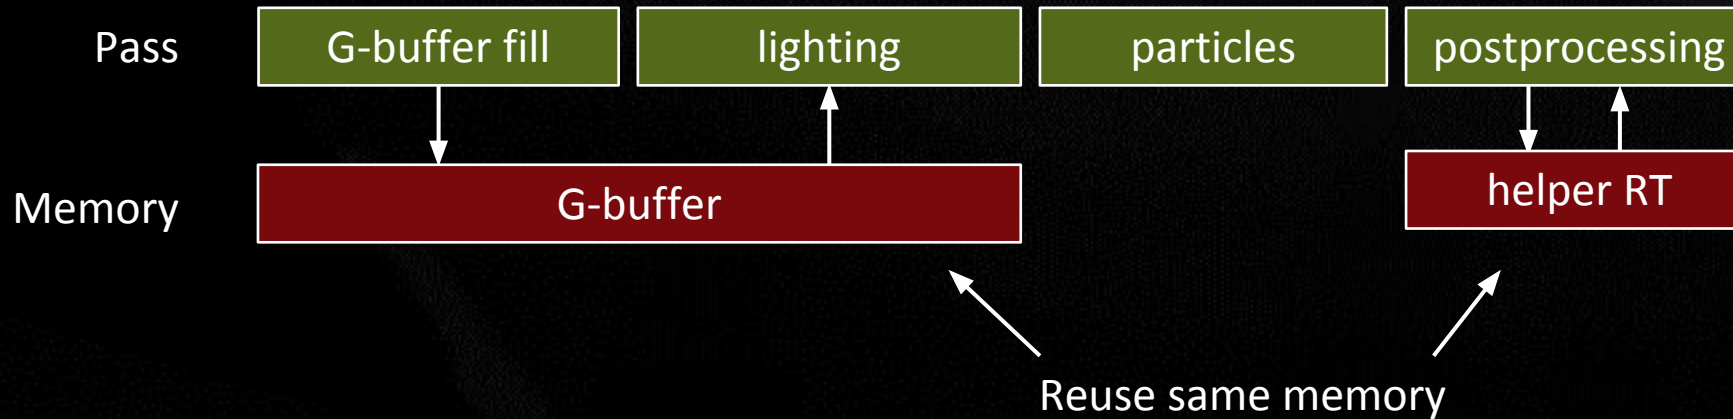 Pass G-buffer fill lighting particles postprocessing
Memory G-buffer helper RT
Reuse same memory